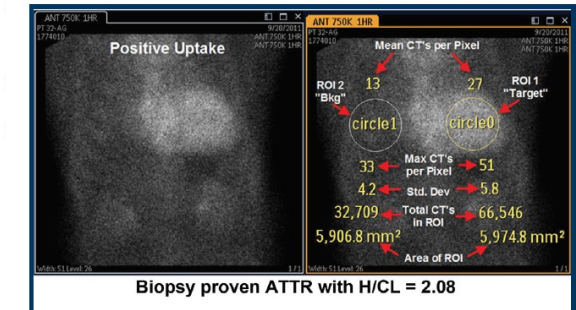 ANT 750K 1HR
PT 32-AG
1774010
9/20/2011
ANT 750K 1HR
ANT 750K 1HR
Positive Uptake
Width: 51 Level: 26
1/1
ANT 750K 1HR
PT 32-AG
1774010
9/20/2011
ANT 750K 1HR
ANT 750K 1HR
Mean CT's per Pixel
13
27
ROI 2
"Bkg"
ROI 1
"Target"
circle1
circle0
33
Max CT's
per Pixel
51
4.2
Std. Dev
5.8
32,709
Total CT's
in ROI
66,546
5,906.8 mm²
5,974.8 mm²
Area of ROI
Width: 51 Level: 26
1/1
Biopsy proven ATTR with H/CL = 2.08